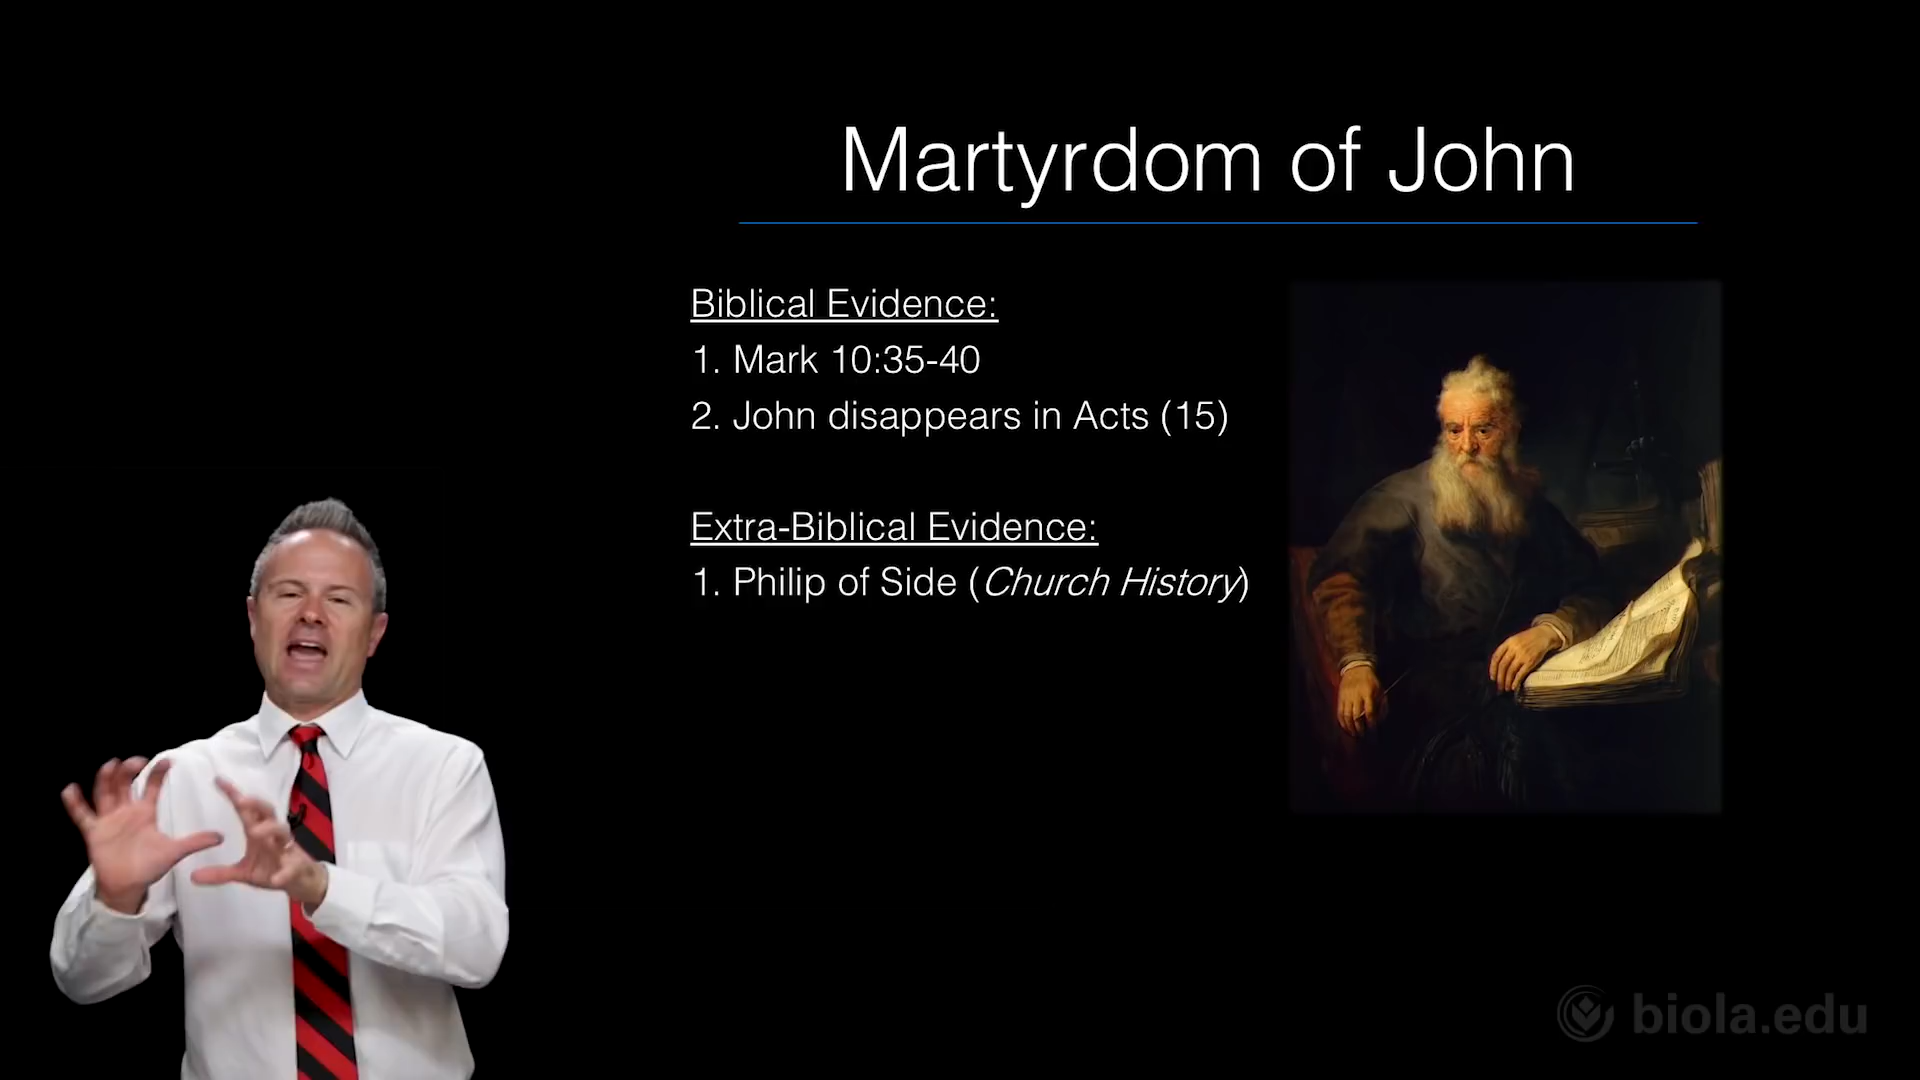 Martyrdom of John
Biblical Evidence:
1. Mark 10:35-40
2. John disappears in Acts (15)
Extra-Biblical Evidence:
1. Philip of Side (Church History)
biola.edu